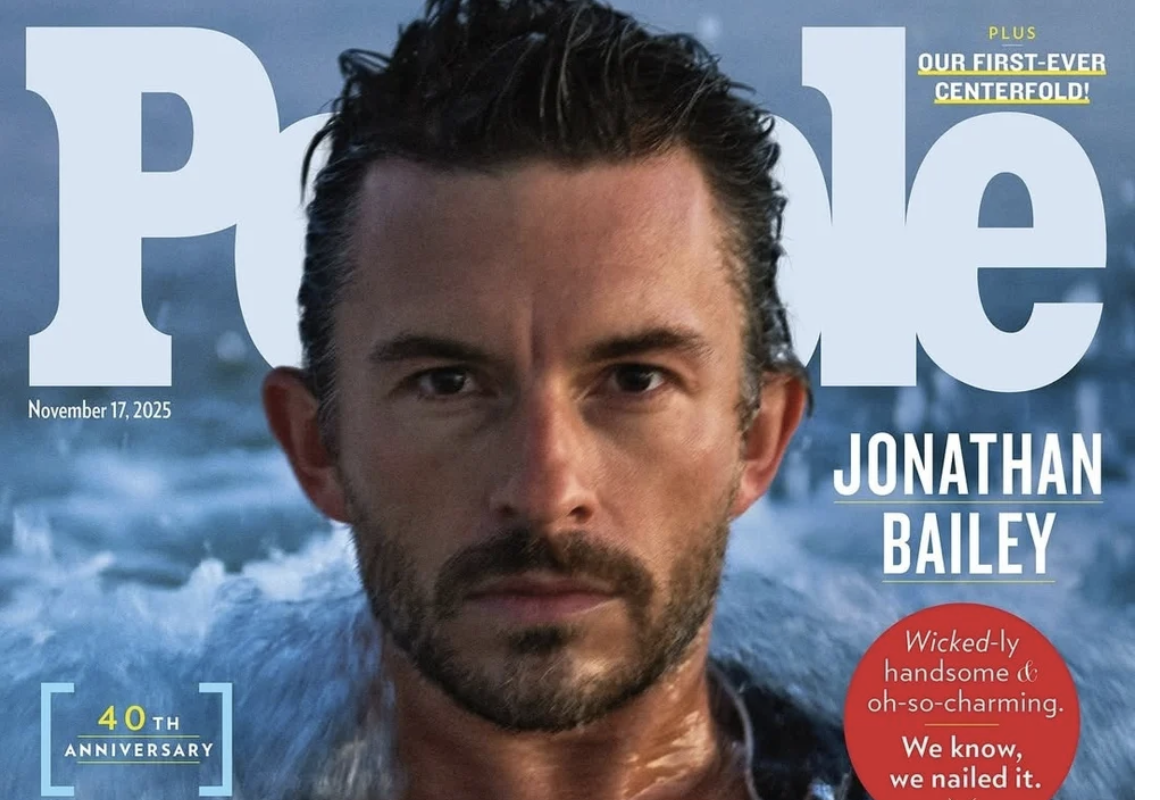 People
PLUS
OUR FIRST-EVER
CENTERFOLD!
November 17, 2025
JONATHAN
BAILEY
Wicked-ly
handsome &
oh-so-charming.
We know,
we nailed it.
40TH
ANNIVERSARY